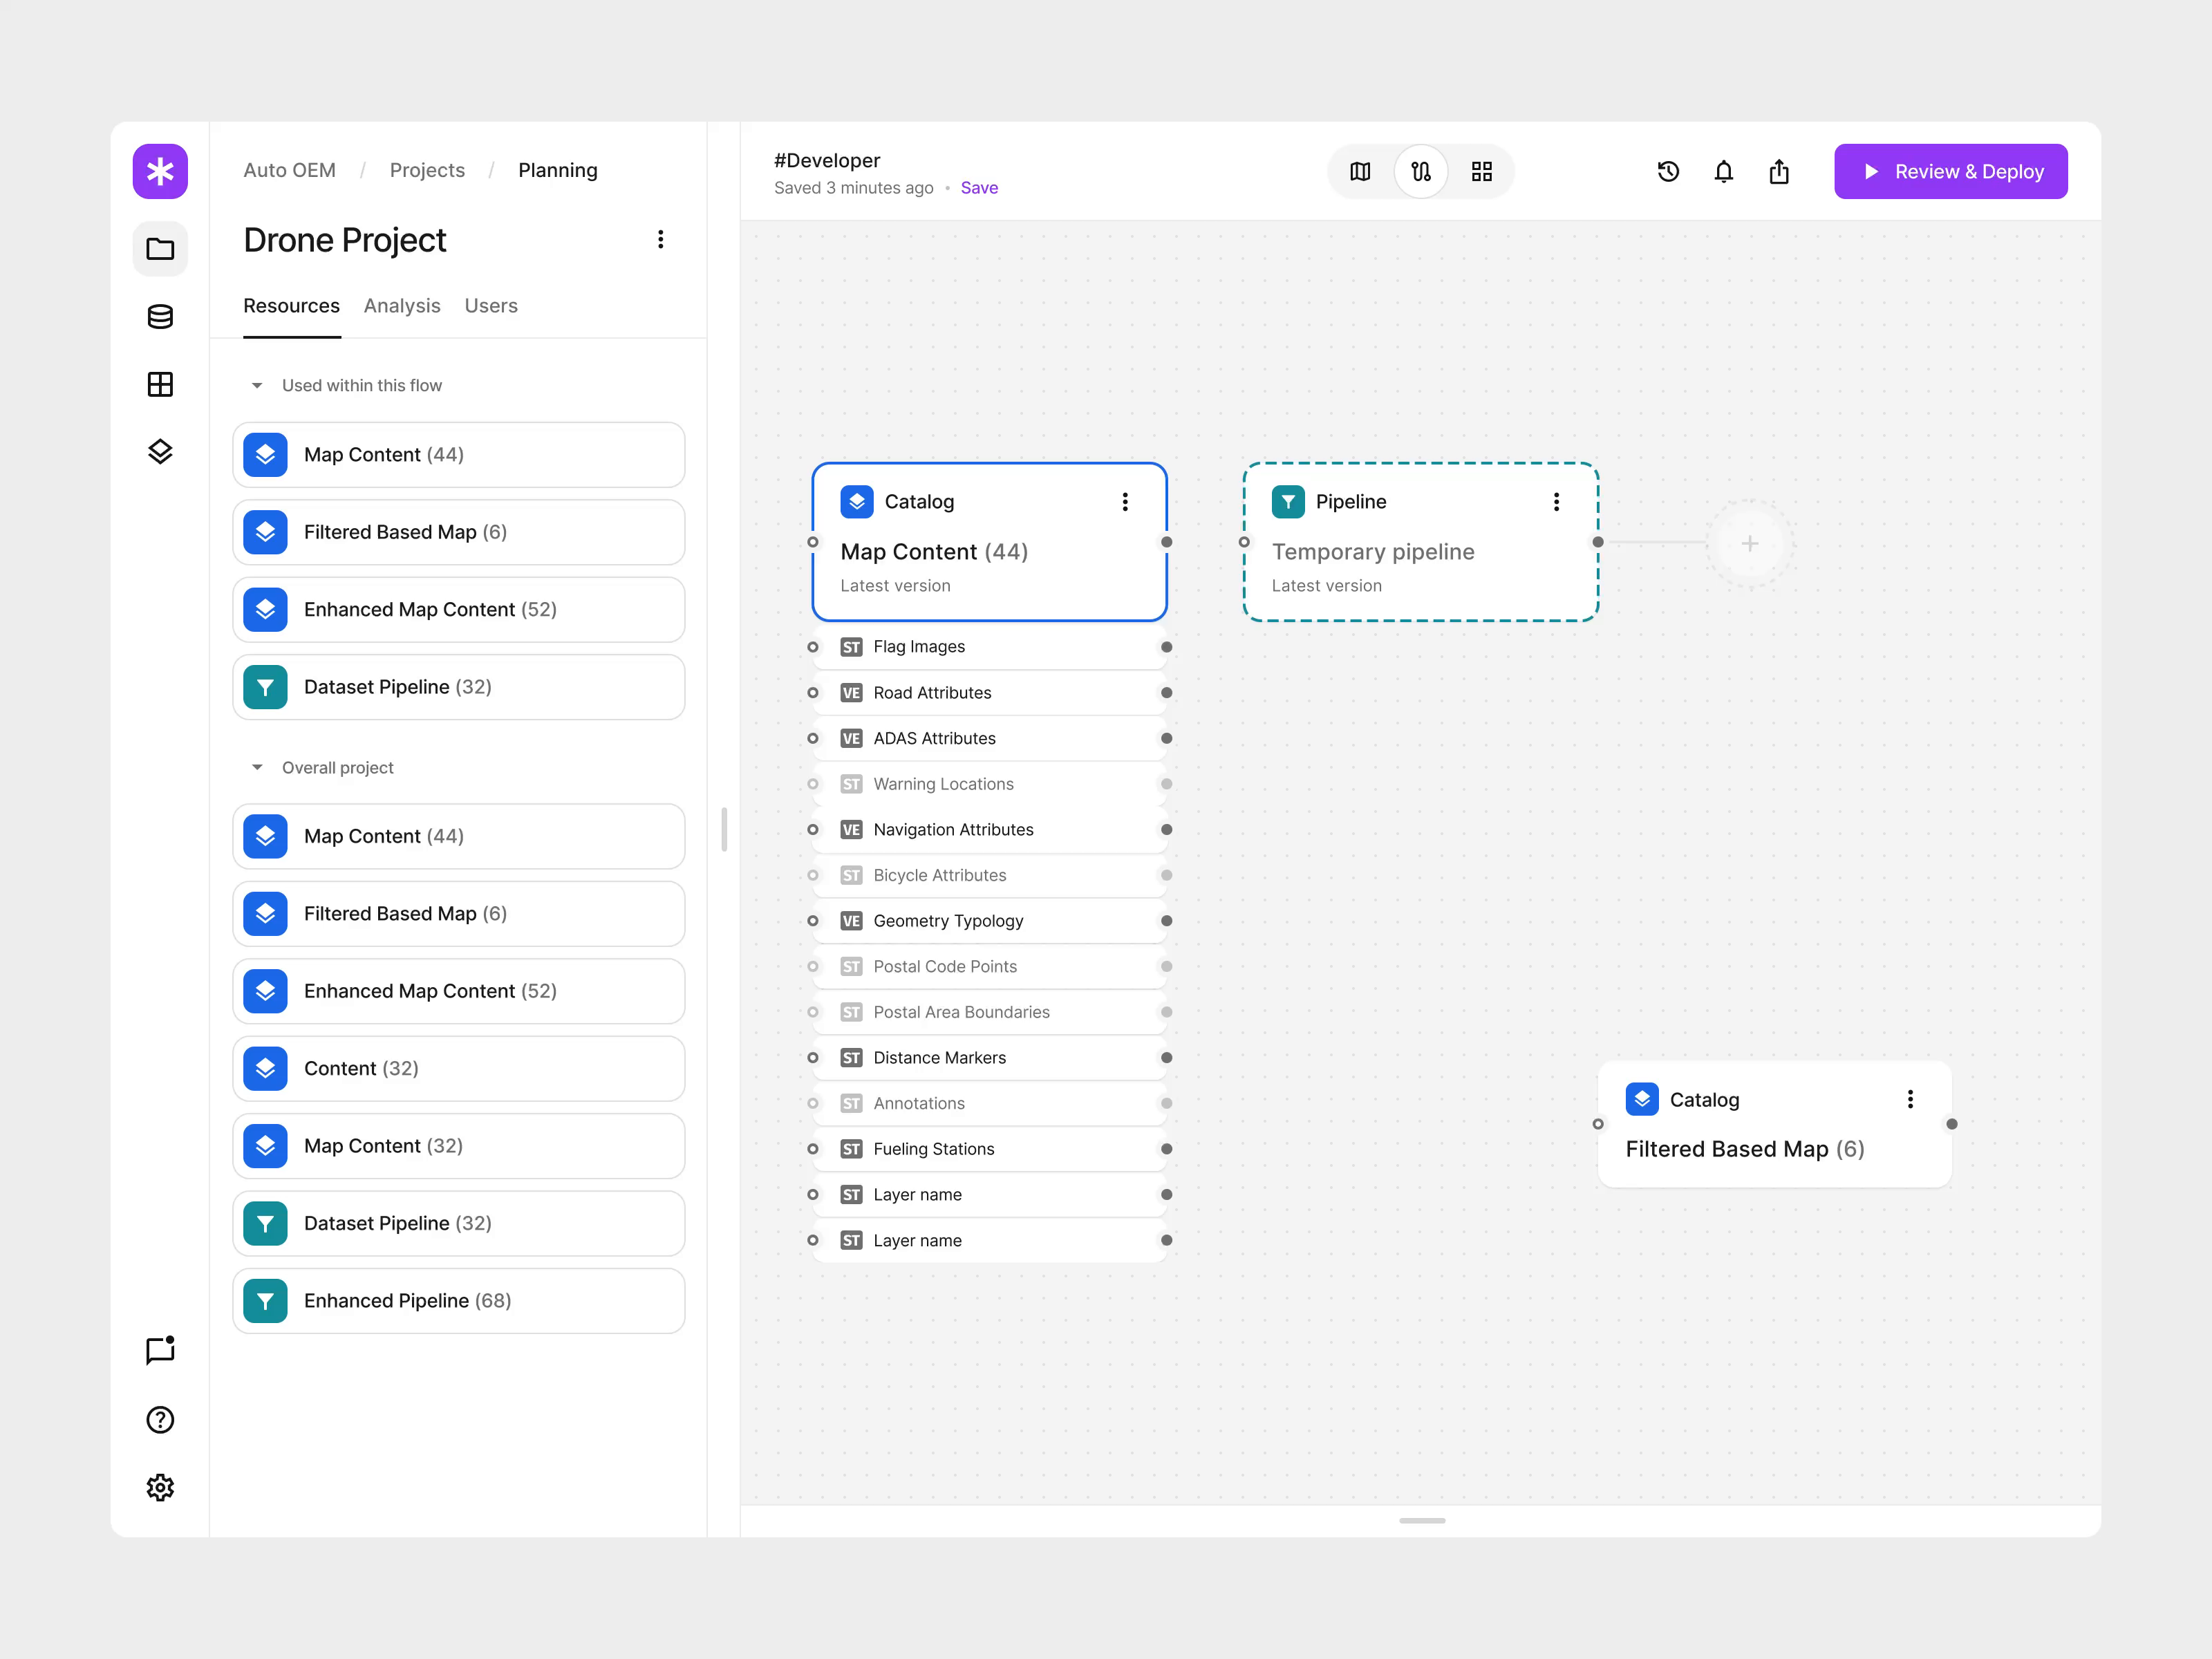 Auto OEM / Projects / Planning
Drone Project
Resources Analysis Users
Used within this flow
Map Content (44)
Filtered Based Map (6)
Enhanced Map Content (52)
Dataset Pipeline (32)
Overall project
Map Content (44)
Filtered Based Map (6)
Enhanced Map Content (52)
Content (32)
Map Content (32)
Dataset Pipeline (32)
Enhanced Pipeline (68)
#Developer
Saved 3 minutes ago • Save
Review & Deploy
Catalog
Map Content (44)
Latest version
ST Flag Images
VE Road Attributes
VE ADAS Attributes
ST Warning Locations
VE Navigation Attributes
ST Bicycle Attributes
VE Geometry Typology
ST Postal Code Points
ST Postal Area Boundaries
ST Distance Markers
ST Annotations
ST Fueling Stations
ST Layer name
ST Layer name
Pipeline
Temporary pipeline
Latest version
Catalog
Filtered Based Map (6)